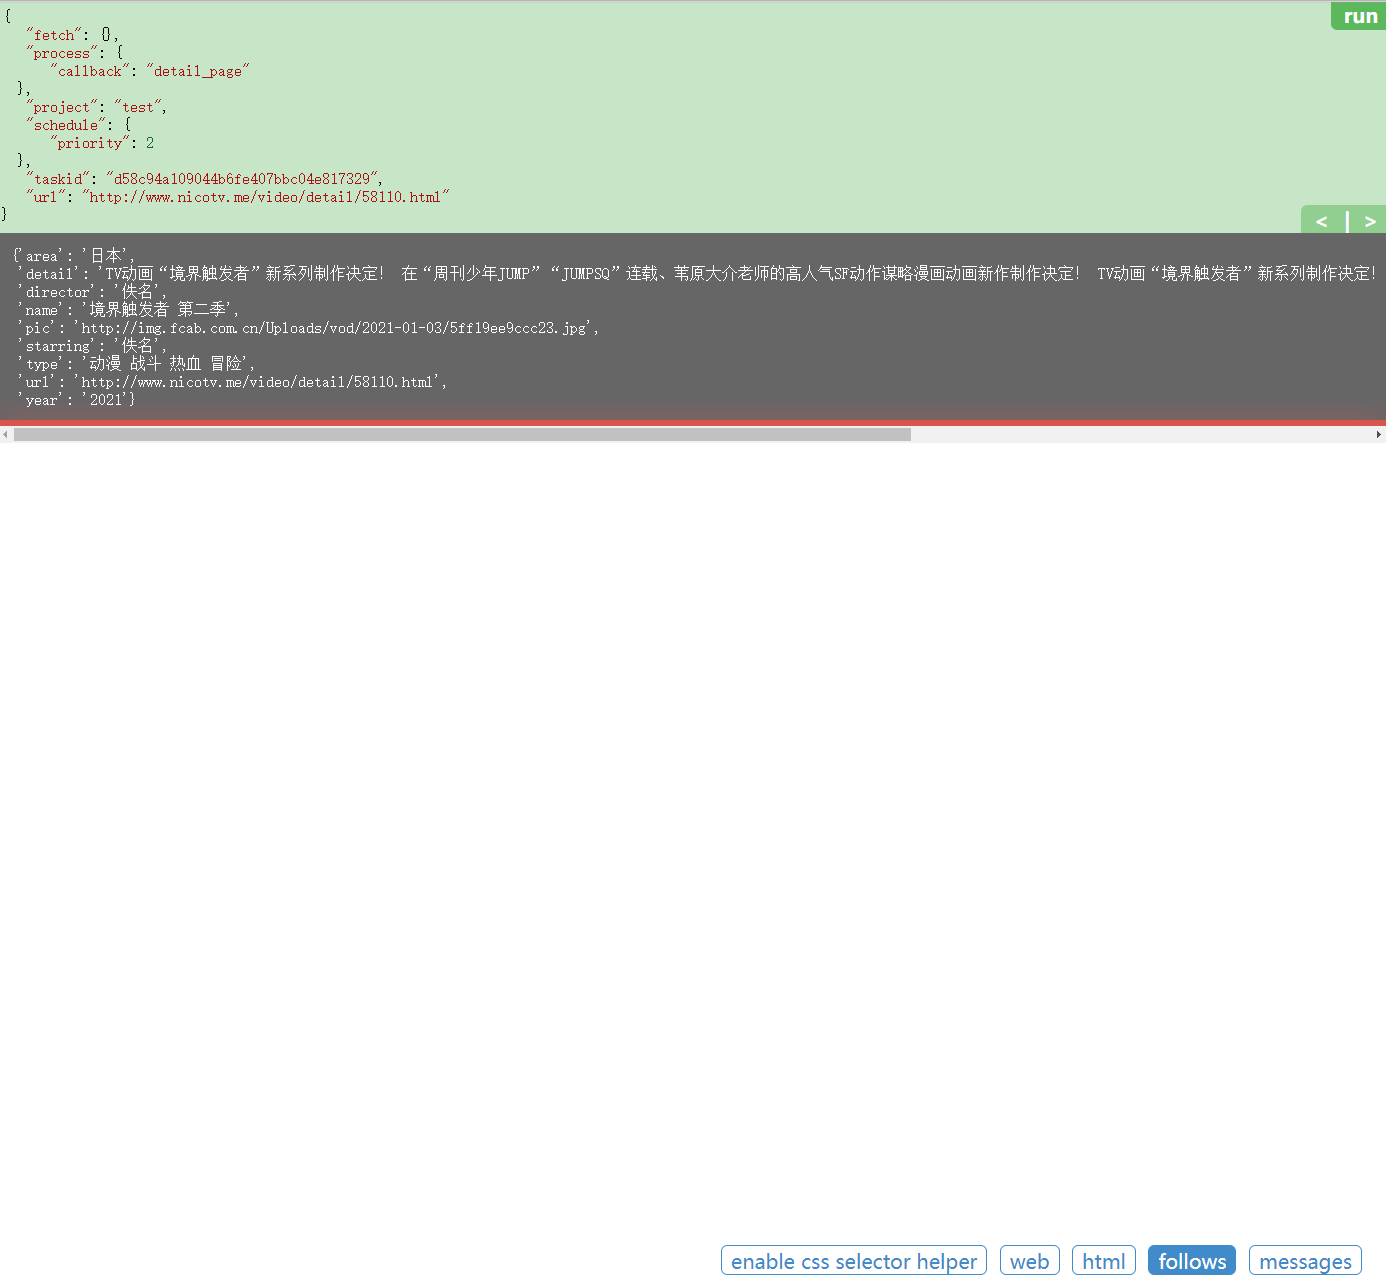 {
"fetch": {},
"process": {
"callback": "detail_page"
},
"project": "test",
"schedule": {
"priority": 2
},
"taskid": "d58c94a109044b6fe407bbc04e817329",
"url": "http://www.nicotv.me/video/detail/58110.html"
}
run
< | >
{'area': '日本',
'detail': 'TV动画“境界触发者”新系列制作决定! 在“周刊少年JUMP”“JUMPSQ”连载、苇原大介老师的高人气SF动作谋略漫画动画新作制作决定! TV动画“境界触发者”新系列制作决定!
'director': '佚名',
'name': '境界触发者 第二季',
'pic': 'http://img.fcab.com.cn/Uploads/vod/2021-01-03/5ff19ee9ccc23.jpg',
'starring': '佚名',
'type': '动漫 战斗 热血 冒险',
'url': 'http://www.nicotv.me/video/detail/58110.html',
'year': '2021'}
enable css selector helper web html follows messages